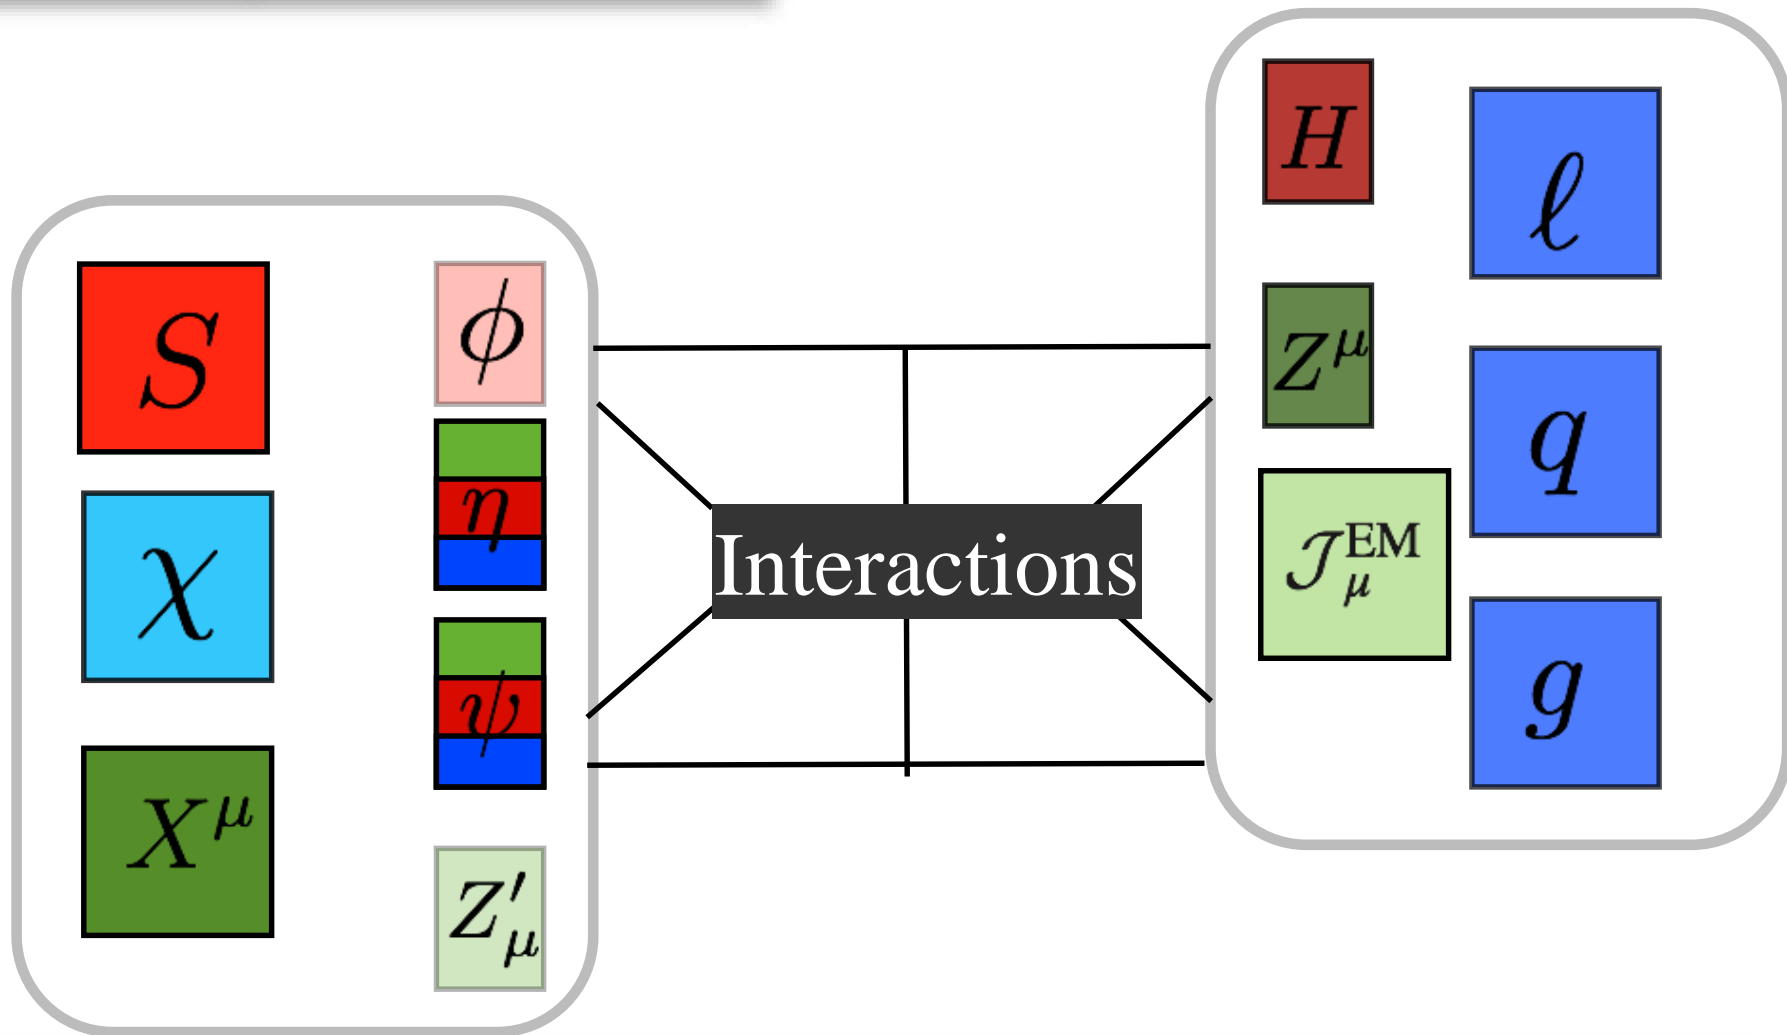 S
χ
X^μ
ϕ
η
ψ
Z′_μ
Interactions
H
Z^μ
𝒥_μ^EM
ℓ
q
g